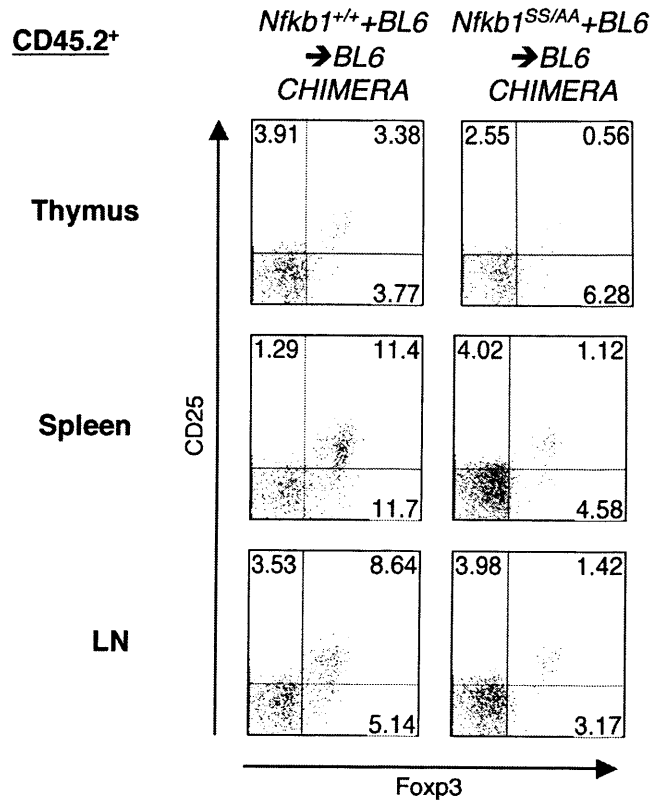 CD45.2⁺
Nfkb1⁺/⁺+BL6
➔BL6
CHIMERA
Nfkb1ˢˢ/ᴬᴬ+BL6
➔BL6
CHIMERA
Thymus
3.91 3.38
3.77
2.55 0.56
6.28
Spleen
1.29 11.4
11.7
4.02 1.12
4.58
LN
3.53 8.64
5.14
3.98 1.42
3.17
CD25
Foxp3